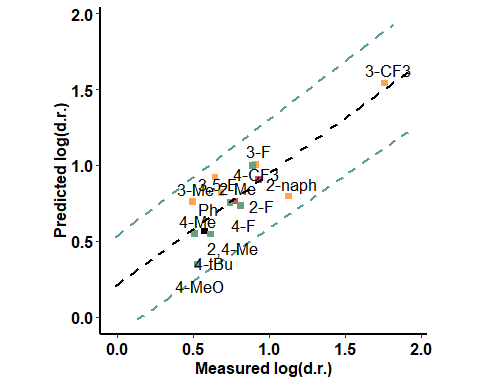 2.0
3-CF3
1.5
3-F
1.0
4-CF3
3,5-F
2-naph
3-Me
2-Me
Ph
2-F
4-Me
4-F
0.5
2,4-Me
4-tBu
4-MeO
0.0
0.0 0.5 1.0 1.5 2.0
Measured log(d.r.)
Predicted log(d.r.)